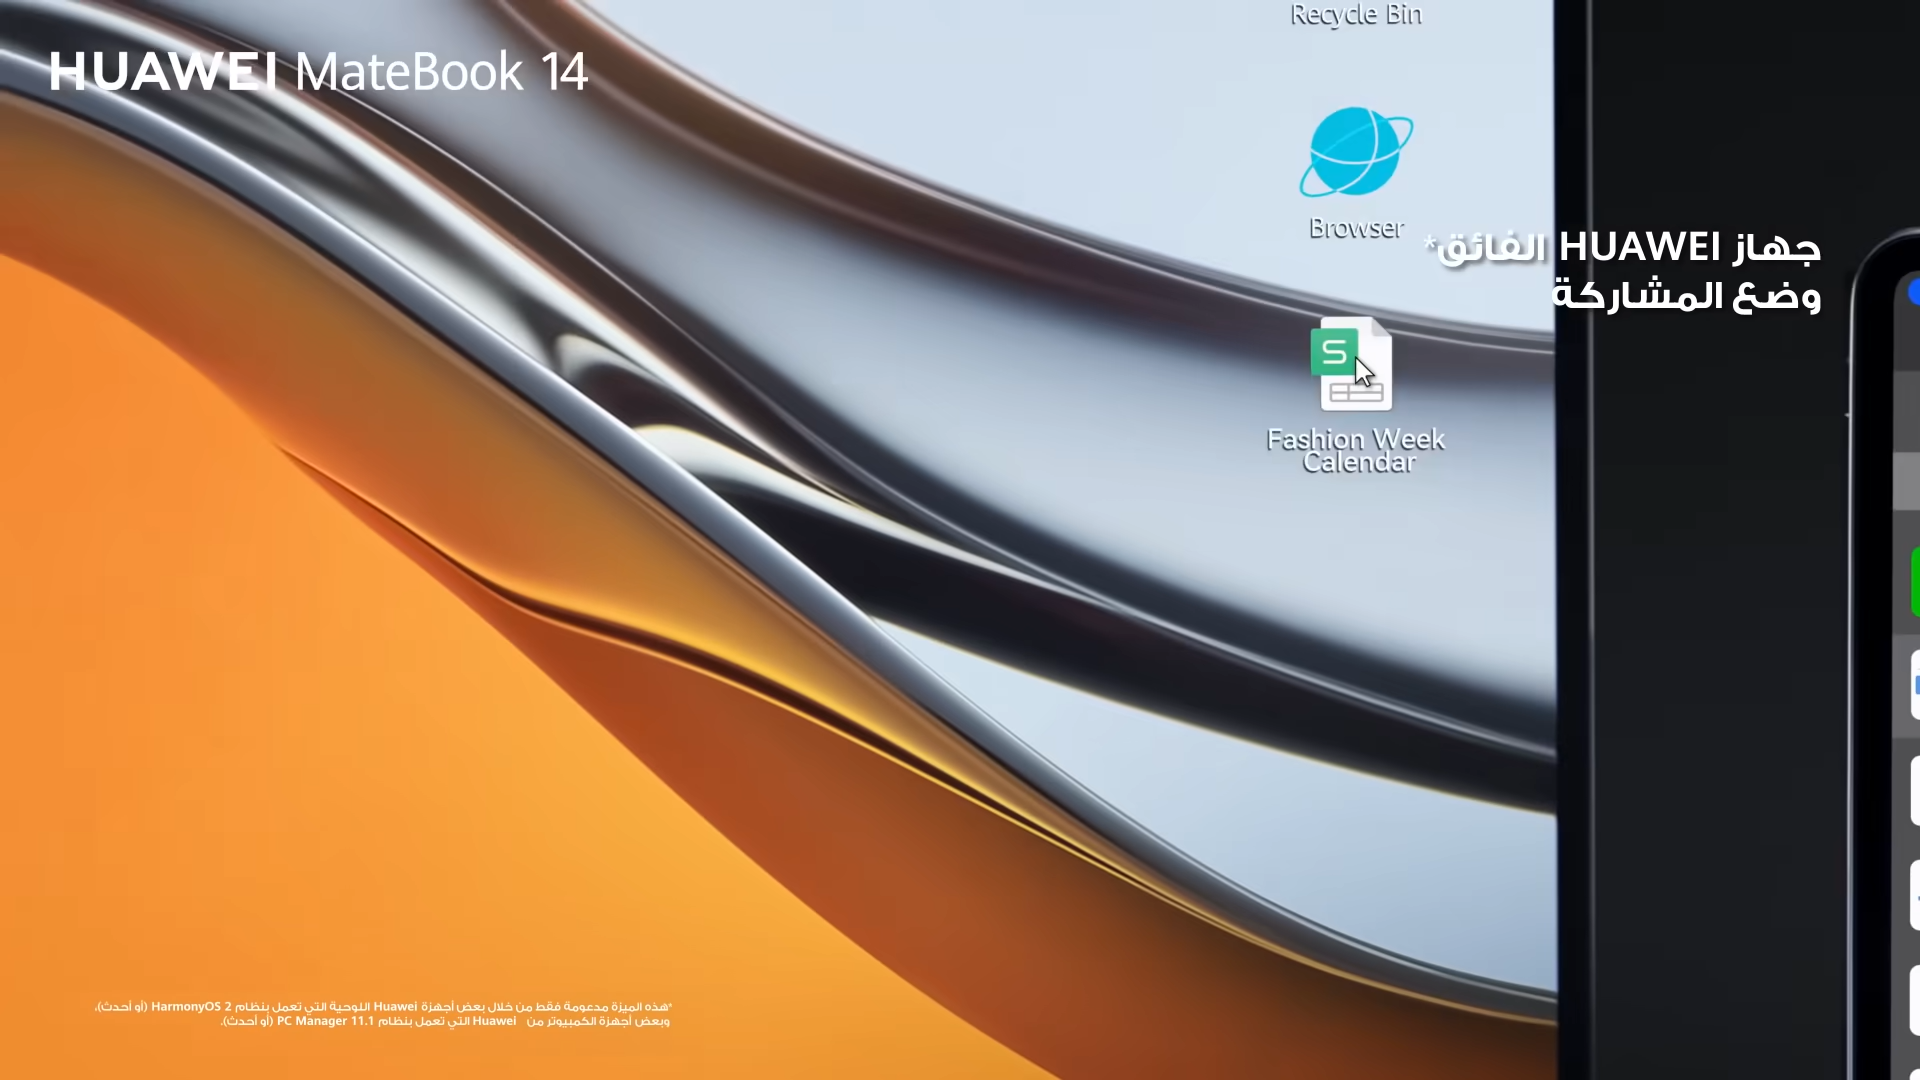 HUAWEI MateBook 14
Recycle Bin
Browser
جهاز HUAWEI الفائق*
وضع المشاركة
S
Fashion Week
Calendar
*هذه الميزة مدعومة فقط من خلال بعض أجهزة Huawei اللوحية التي تعمل بنظام HarmonyOS 2 (أو أحدث)،
وبعض أجهزة الكمبيوتر من Huawei التي تعمل بنظام PC Manager 11.1 (أو أحدث).